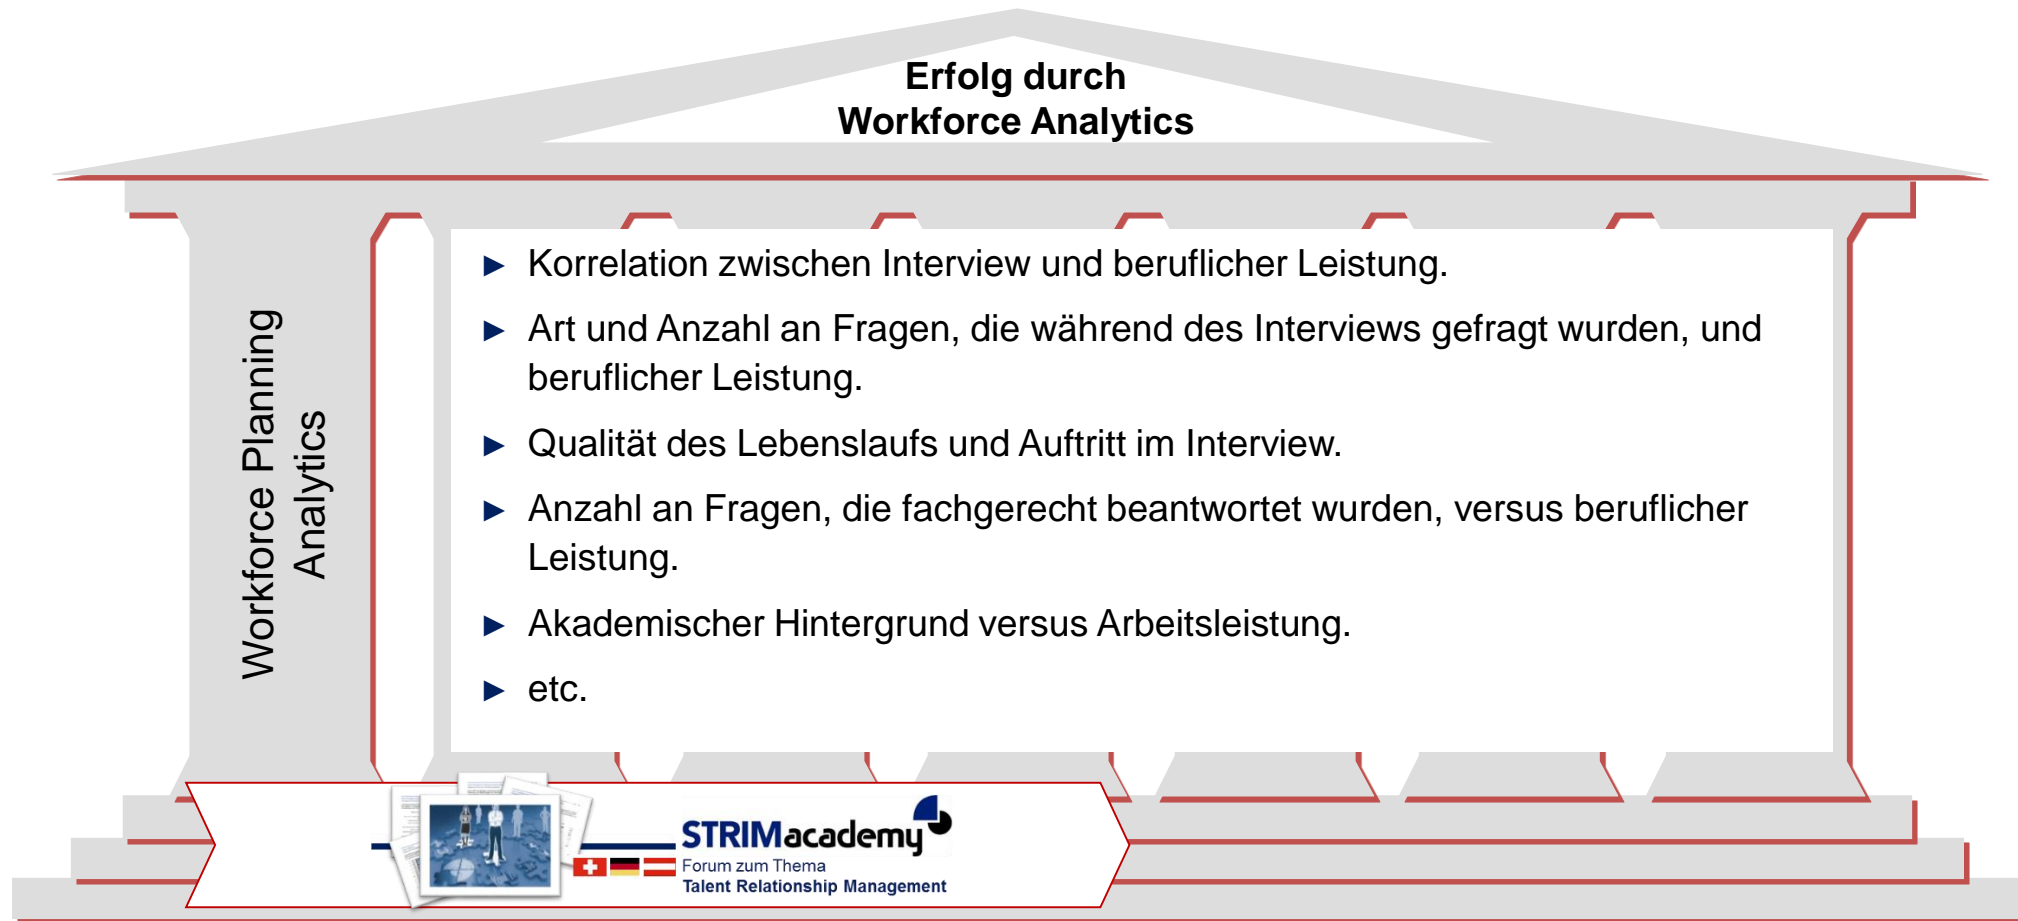 Erfolg durch
Workforce Analytics
Workforce Planning
Analytics
► Korrelation zwischen Interview und beruflicher Leistung.
► Art und Anzahl an Fragen, die während des Interviews gefragt wurden, und
beruflicher Leistung.
► Qualität des Lebenslaufs und Auftritt im Interview.
► Anzahl an Fragen, die fachgerecht beantwortet wurden, versus beruflicher
Leistung.
► Akademischer Hintergrund versus Arbeitsleistung.
► etc.
STRIMacademy
Forum zum Thema
Talent Relationship Management